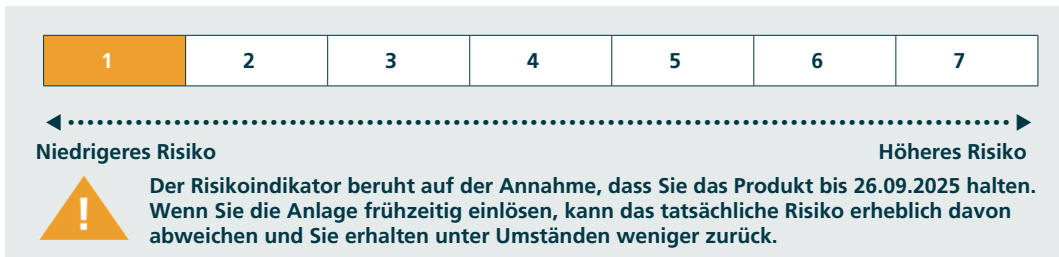 1 2 3 4 5 6 7
Niedrigeres Risiko Höheres Risiko
Der Risikoindikator beruht auf der Annahme, dass Sie das Produkt bis 26.09.2025 halten.
Wenn Sie die Anlage frühzeitig einlösen, kann das tatsächliche Risiko erheblich davon
abweichen und Sie erhalten unter Umständen weniger zurück.
!